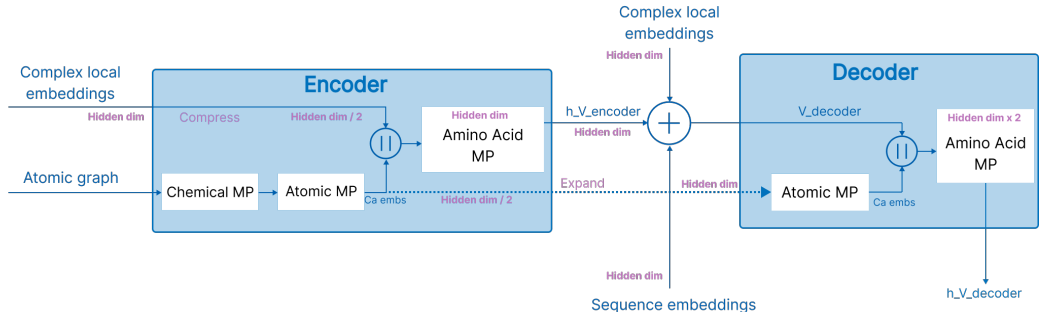 Complex local
embeddings
Hidden dim
Complex local
embeddings
Hidden dim
Compress
Encoder
Hidden dim / 2
||
Hidden dim
Amino Acid
MP
h_V_encoder
Hidden dim
+
Decoder
V_decoder
||
Hidden dim x 2
Amino Acid
MP
Atomic graph
Chemical MP
Atomic MP
Ca embs
Hidden dim / 2
Expand
Hidden dim
Atomic MP
Ca embs
Hidden dim
Sequence embeddings
h_V_decoder